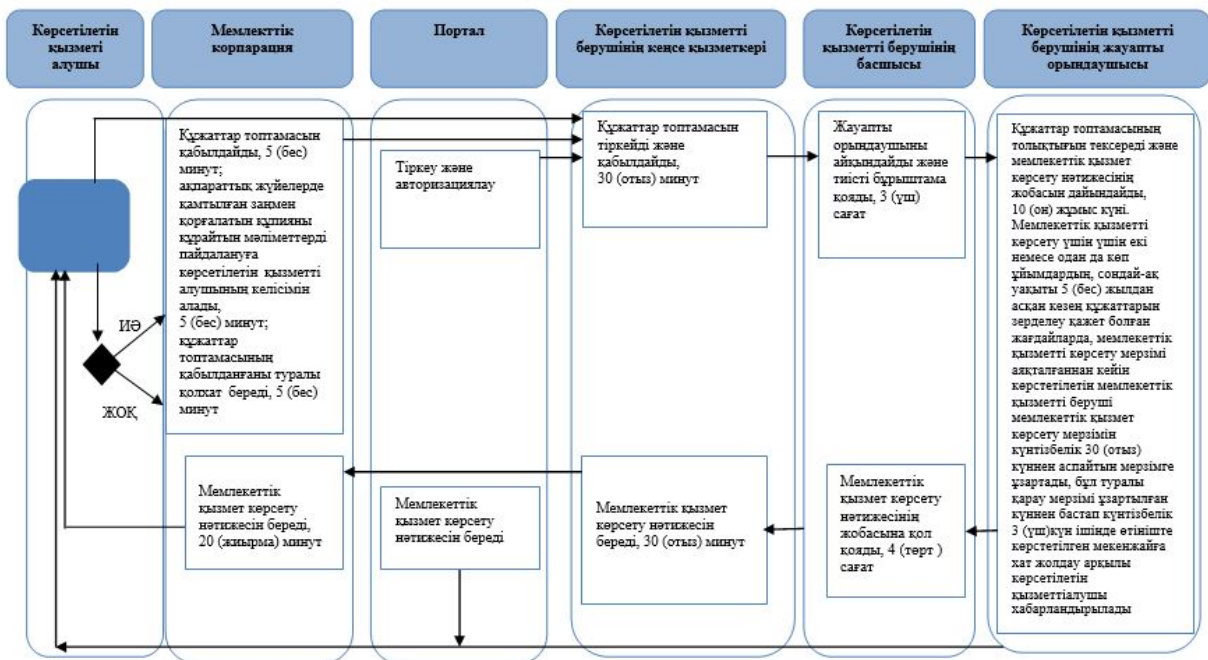 Көрсетілетін
қызметі
алушы
Мемлекттік
корпарация
Портал
Көрсетілетін қызметті
берушінің кеңсе қызметкері
Көрсетілетін
қызметті берушінің
басшысы
Көрсетілетін қызметті
берушінің жауапты
орындаушысы
Құжаттар топтамасын
қабылдайды, 5 (бес)
минут;
ақпараттық жүйелерде
қамтылған заңмен
қорғалатын құпияны
құрайтын мәліметтерді
пайдалануға
көрсетілетін қызметті
алушының келісімін
алады,
5 (бес) минут;
құжаттар
топтамасының
қабылданғаны туралы
қолхат береді, 5 (бес)
минут
Тіркеу және
авторизациялау
Құжаттар топтамасын
тіркейді және
қабылдайды,
30 (отыз) минут
Жауапты
орындаушыны
айқындайды және
тиісті бұрыштама
қояды, 3 (үш)
сағат
Құжаттар топтамасының
толықтығын тексереді және
мемлекеттік қызмет
көрсету нәтижесінің
жобасын дайындайды,
10 (он) жұмыс күні.
Мемлекеттік қызметті
көрсету үшін үшін екі
немесе одан да көп
ұйымдардың, сондай-ақ
уақыты 5 (бес) жылдан
асқан кезең құжаттарын
зерделеу қажет болған
жағдайларда, мемлекеттік
қызметті көрсету мерзімі
аяқталғаннан кейін
көрстетілетін мемлекеттік
қызметті беруші
мемлекеттік қызмет
көрсету мерзімін
күнтізбелік 30 (отыз)
күннен аспайтын мерзімге
ұзартады, бұл туралы
қарау мерзімі ұзартылған
күннен бастап күнтізбелік
3 (үш)күн ішінде өтініште
көрстетілген мекенжайға
хат жолдау арқылы
көрсетілетін
қызметтіалушы
хабарландырылады
ИӘ
ЖОҚ
Мемлекеттік
қызмет көрсету
нәтижесін береді,
20 (жиырма) минут
Мемлекеттік
қызмет көрсету
нәтижесін береді
Мемлекеттік қызмет
көрсету нәтижесін
береді, 30 (отыз) минут
Мемлекеттік
қызмет көрсету
нәтижесінің
жобасына қол
қояды, 4 (төрт )
сағат